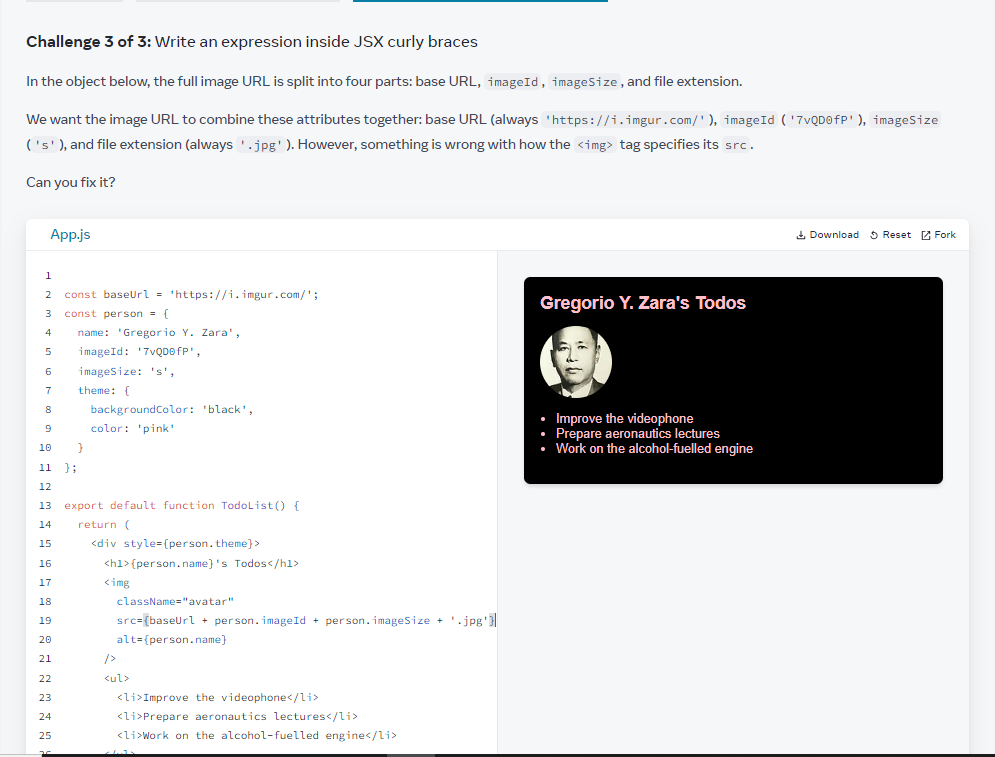 Challenge 3 of 3: Write an expression inside JSX curly braces
In the object below, the full image URL is split into four parts: base URL, imageId, imageSize, and file extension.
We want the image URL to combine these attributes together: base URL (always 'https://i.imgur.com/'), imageId ('7vQD0fP'), imageSize
('s'), and file extension (always '.jpg'). However, something is wrong with how the <img> tag specifies its src.
Can you fix it?
App.js
Download Reset Fork
1
2 const baseUrl = 'https://i.imgur.com/';
3 const person = {
4 name: 'Gregorio Y. Zara',
5 imageId: '7vQD0fP',
6 imageSize: 's',
7 theme: {
8 backgroundColor: 'black',
9 color: 'pink'
10 }
11 };
12
13 export default function TodoList() {
14 return (
15 <div style={person.theme}>
16 <h1>{person.name}'s Todos</h1>
17 <img
18 className="avatar"
19 src={baseUrl + person.imageId + person.imageSize + '.jpg'}
20 alt={person.name}
21 />
22 <ul>
23 <li>Improve the videophone</li>
24 <li>Prepare aeronautics lectures</li>
25 <li>Work on the alcohol-fuelled engine</li>
26 </ul>
Gregorio Y. Zara's Todos
• Improve the videophone
• Prepare aeronautics lectures
• Work on the alcohol-fuelled engine